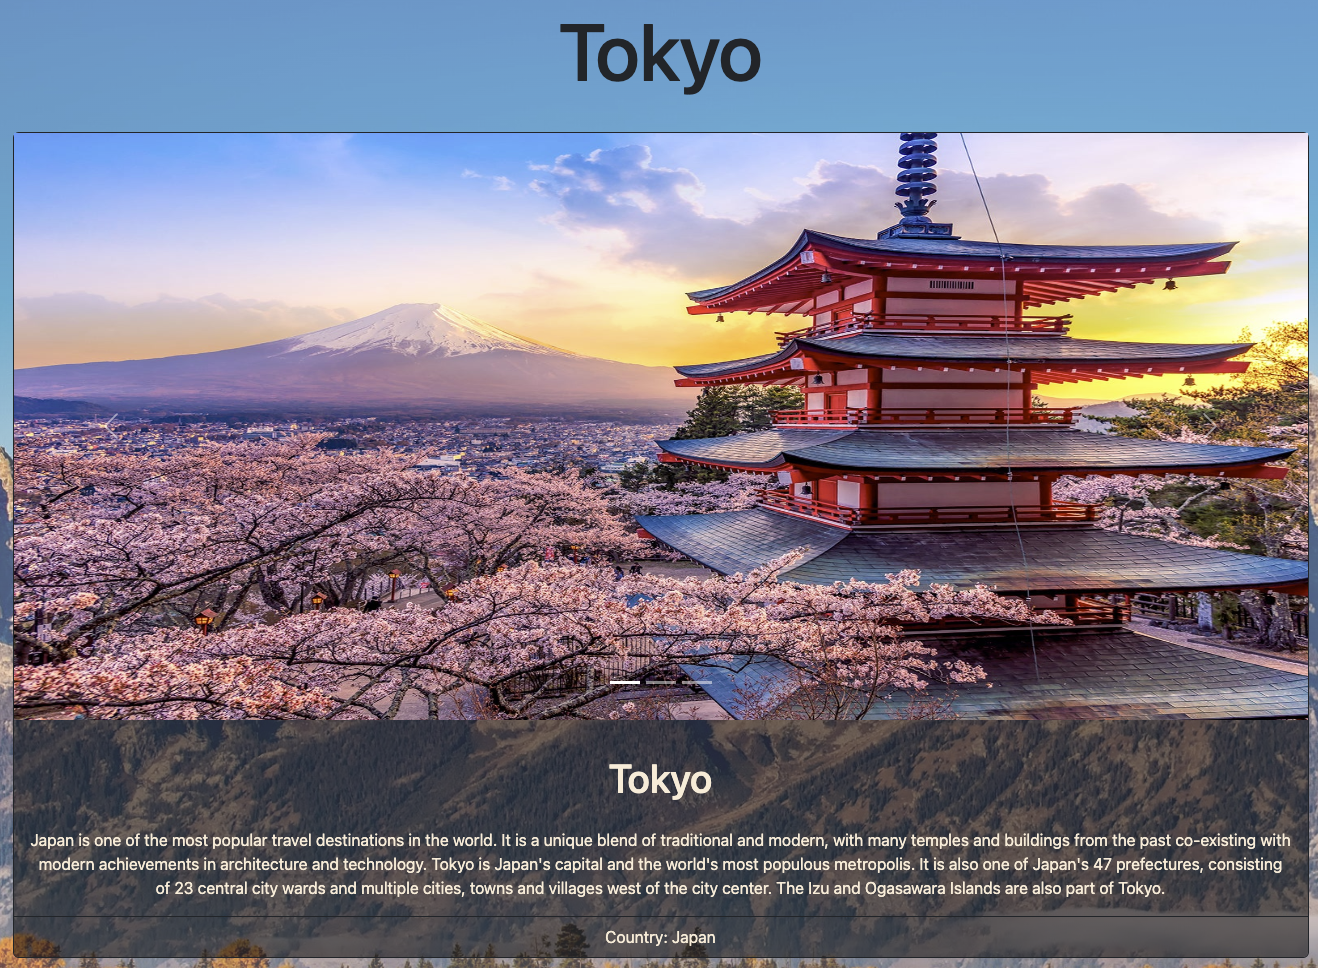 Tokyo
Tokyo
Japan is one of the most popular travel destinations in the world. It is a unique blend of traditional and modern, with many temples and buildings from the past co-existing with
modern achievements in architecture and technology. Tokyo is Japan's capital and the world's most populous metropolis. It is also one of Japan's 47 prefectures, consisting
of 23 central city wards and multiple cities, towns and villages west of the city center. The Izu and Ogasawara Islands are also part of Tokyo.
Country: Japan